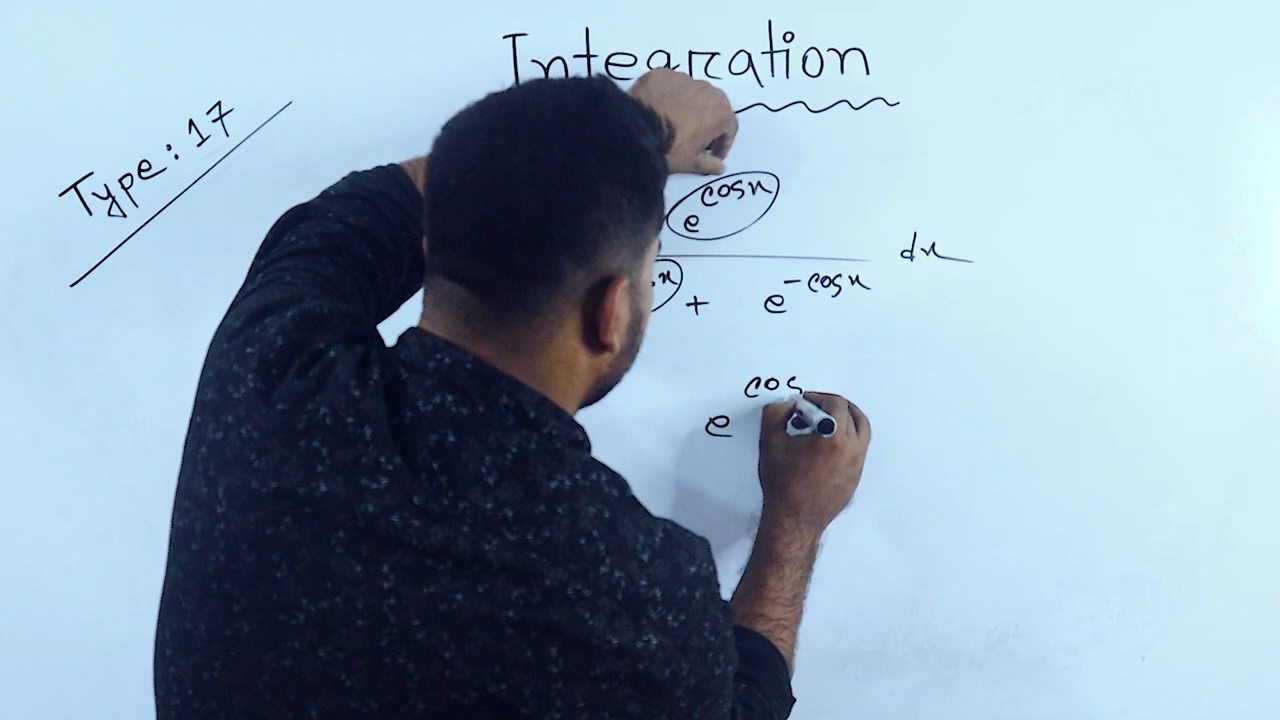 Integration
Type: 17
e^cosx dx
+ e^-cosx
e^cos